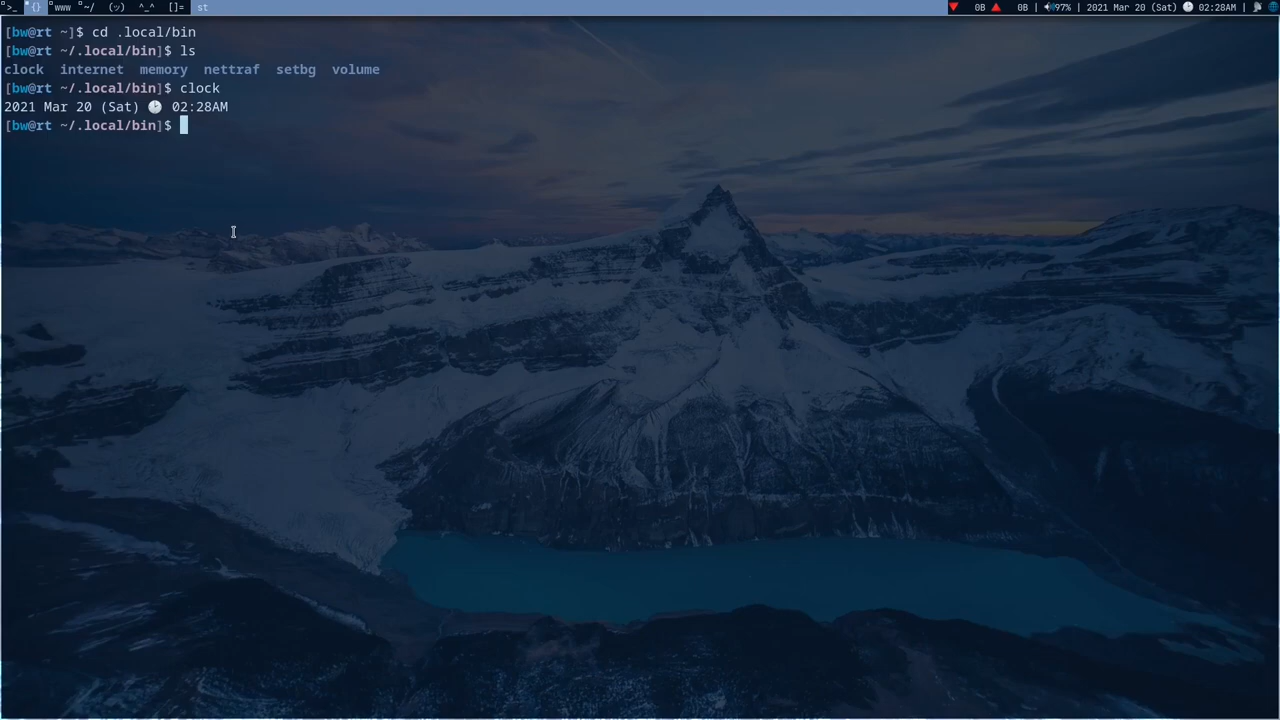 >_ {} www ~/ (ッ) ^_^ []= st 🔻 0B 🔺 0B | 🔊97% | 2021 Mar 20 (Sat) 🕑 02:28AM | 📡 🌐
[bw@rt ~]$ cd .local/bin
[bw@rt ~/.local/bin]$ ls
clock internet memory nettraf setbg volume
[bw@rt ~/.local/bin]$ clock
2021 Mar 20 (Sat) 🕑 02:28AM
[bw@rt ~/.local/bin]$